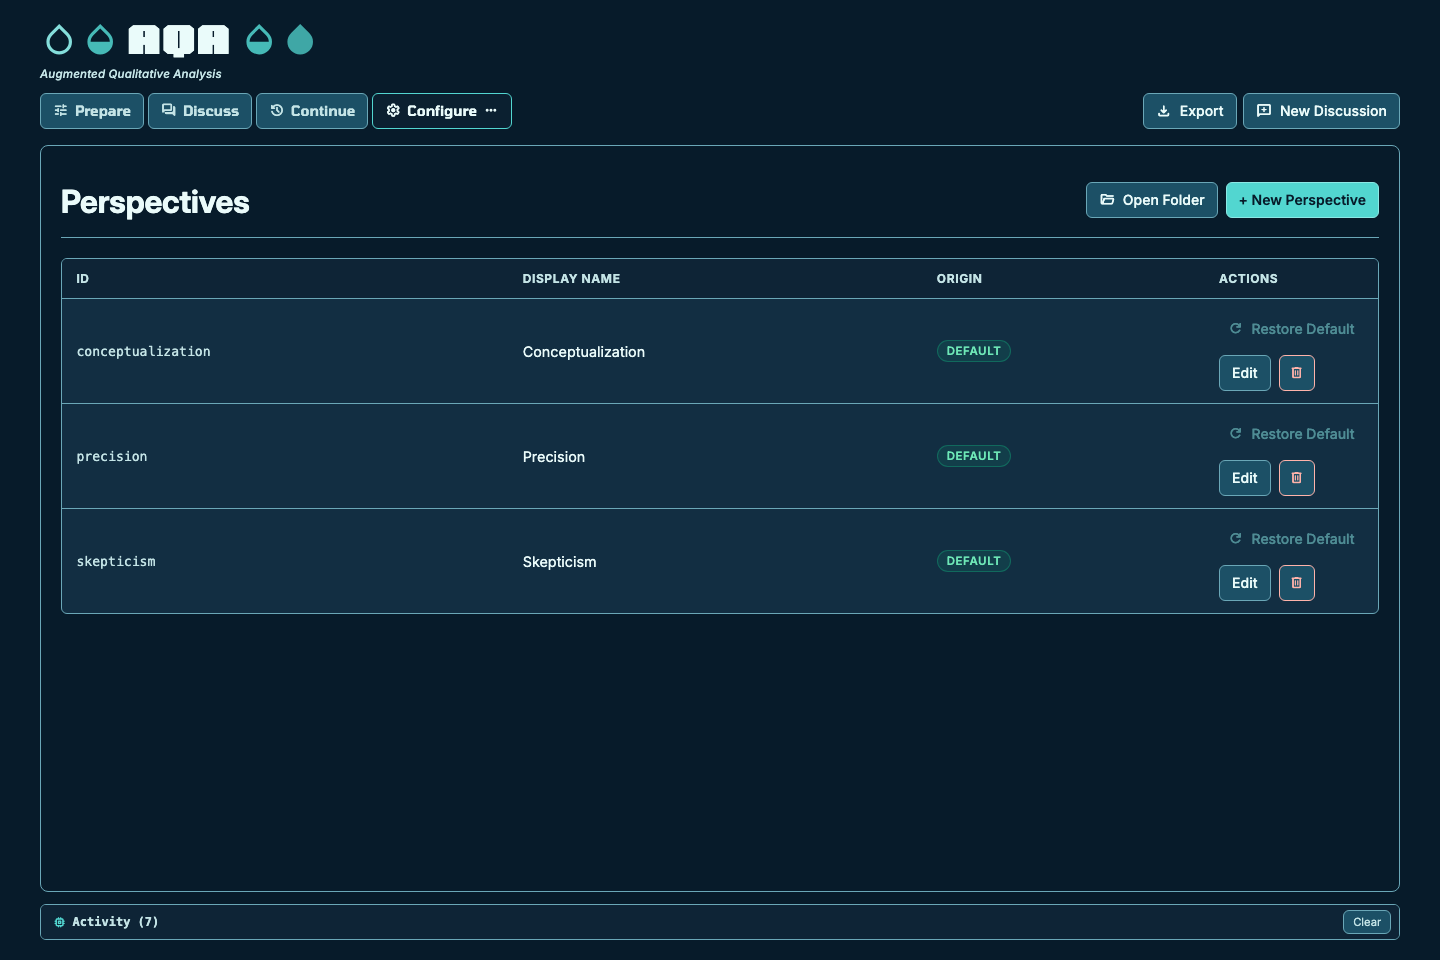 AQA
Augmented Qualitative Analysis
Prepare Discuss Continue Configure ··· Export New Discussion
Perspectives Open Folder + New Perspective
ID DISPLAY NAME ORIGIN ACTIONS
conceptualization Conceptualization DEFAULT Restore Default
Edit
precision Precision DEFAULT Restore Default
Edit
skepticism Skepticism DEFAULT Restore Default
Edit
Activity (7) Clear